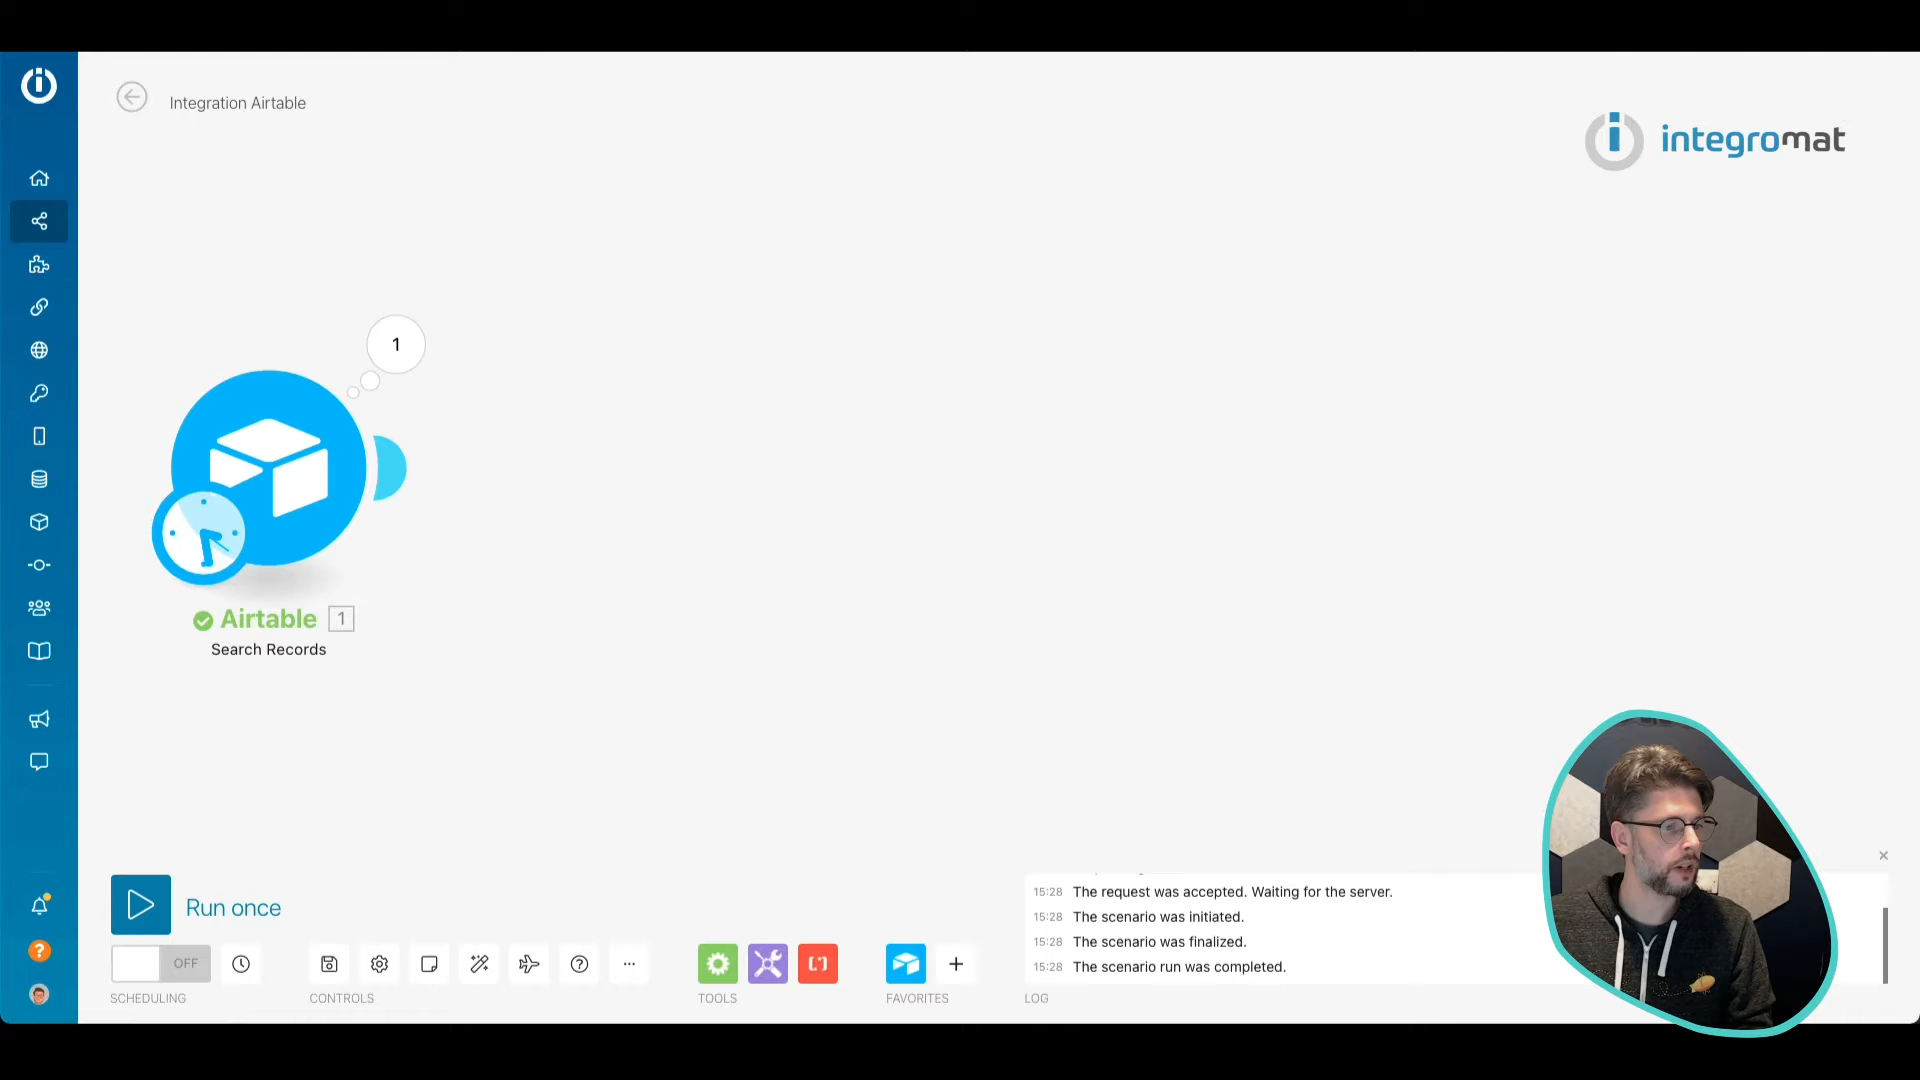 Integration Airtable
integromat
1
Airtable 1
Search Records
Run once
OFF
SCHEDULING
CONTROLS
TOOLS
FAVORITES
15:28 The request was accepted. Waiting for the server.
15:28 The scenario was initiated.
15:28 The scenario was finalized.
15:28 The scenario run was completed.
LOG